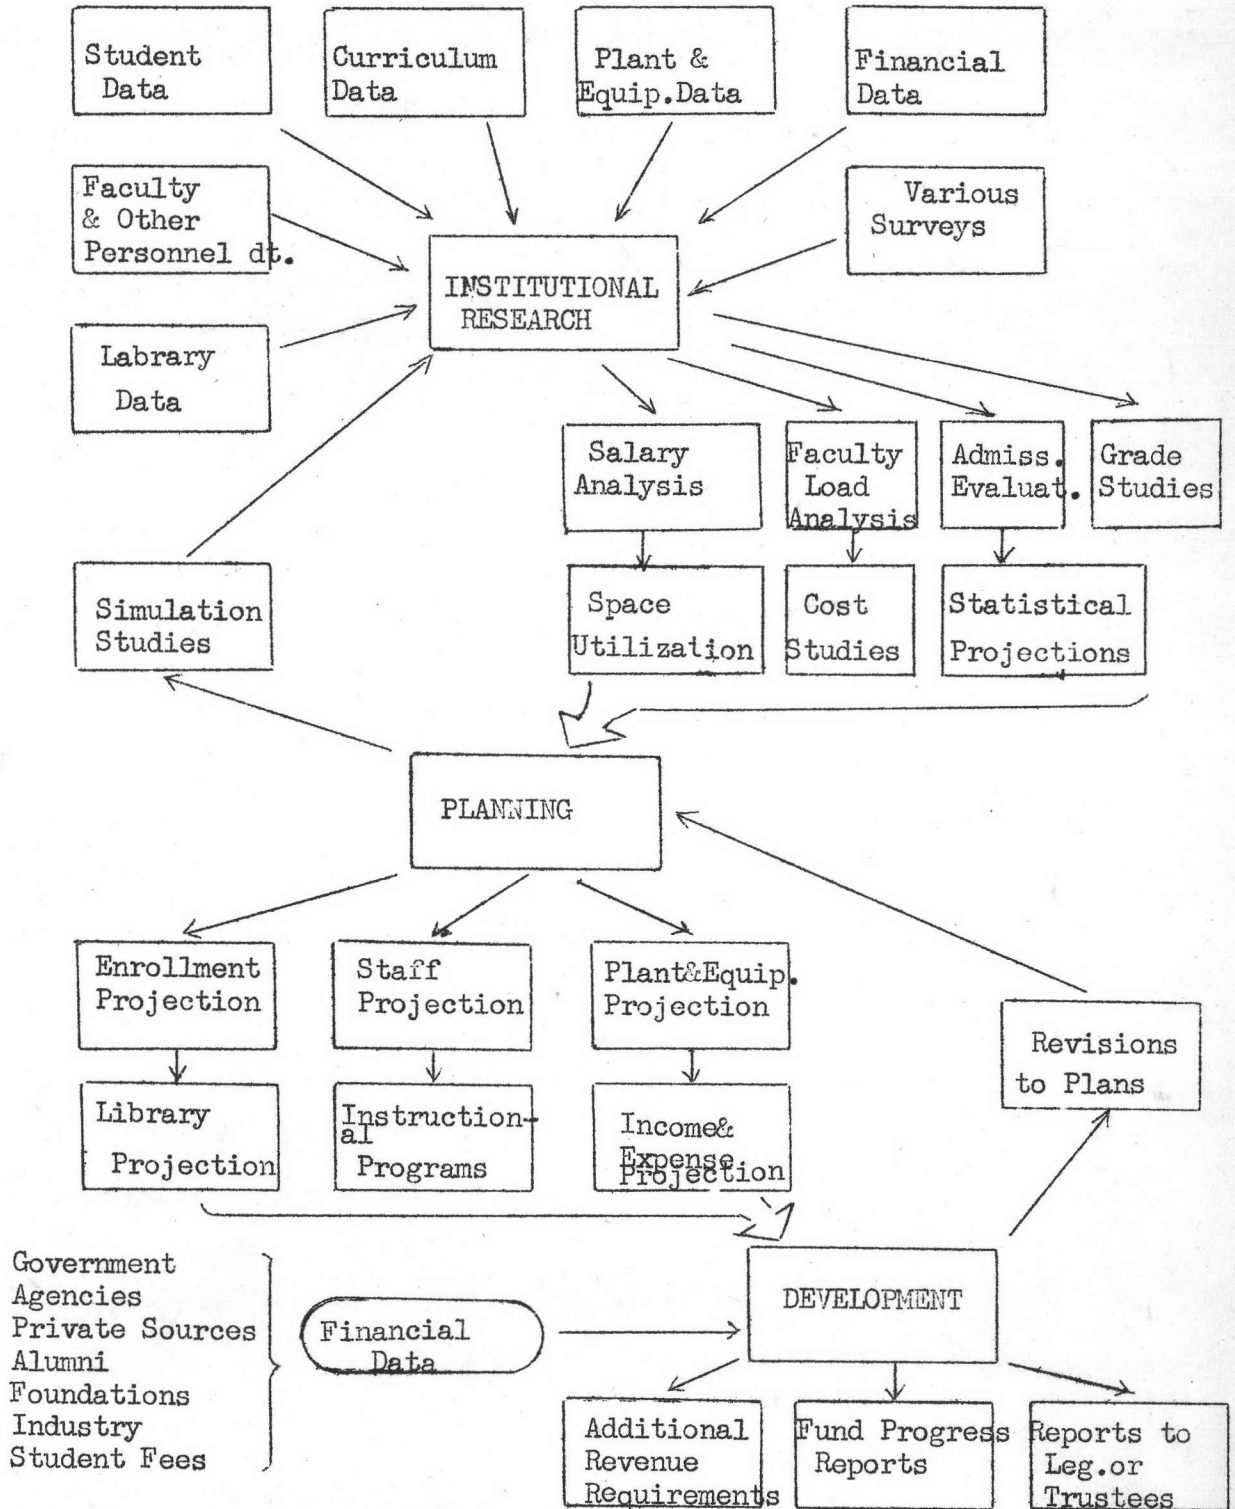 Student
Data
Curriculum
Data
Plant &
Equip.Data
Financial
Data
Faculty
& Other
Personnel dt.
Various
Surveys
INSTITUTIONAL
RESEARCH
Labrary
Data
Salary
Analysis
Faculty
Load
Analysis
Admiss.
Evaluat.
Grade
Studies
Simulation
Studies
Space
Utilization
Cost
Studies
Statistical
Projections
PLANNING
Enrollment
Projection
Staff
Projection
Plant&Equip.
Projection
Revisions
to Plans
Library
Projection
Instruction-
al
Programs
Income&
Expense
Projection
Government
Agencies
Private Sources
Alumni
Foundations
Industry
Student Fees
Financial
Data
DEVELOPMENT
Additional
Revenue
Requirements
Fund Progress
Reports
Reports to
Leg.or
Trustees